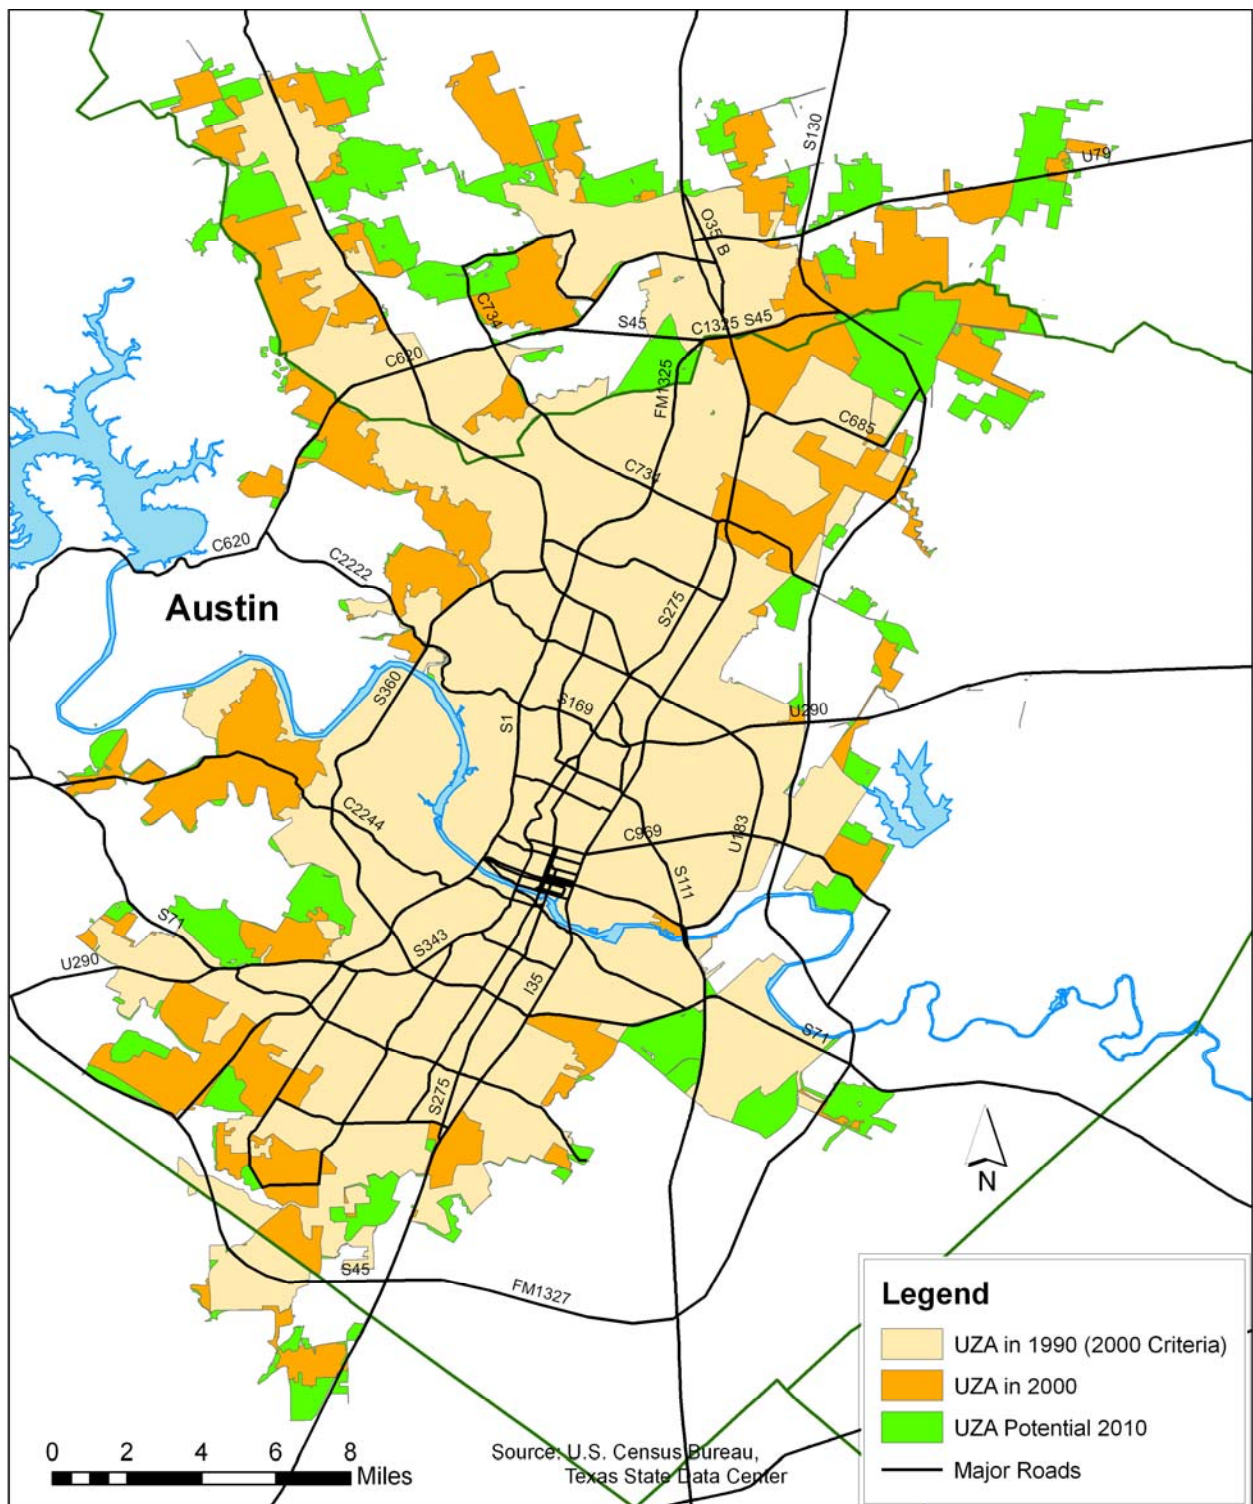 S130
U79
O35 B
C734
S45
C1325 S45
C620
FM1325
C685
C734
C620
C2222
Austin
S275
S360
S169
S1
U290
C2244
C969
U183
S111
S71
S343
U290
I35
S71
S275
N
S45
FM1327
Legend
UZA in 1990 (2000 Criteria)
UZA in 2000
UZA Potential 2010
Major Roads
0 2 4 6 8
Miles
Source: U.S. Census Bureau,
Texas State Data Center